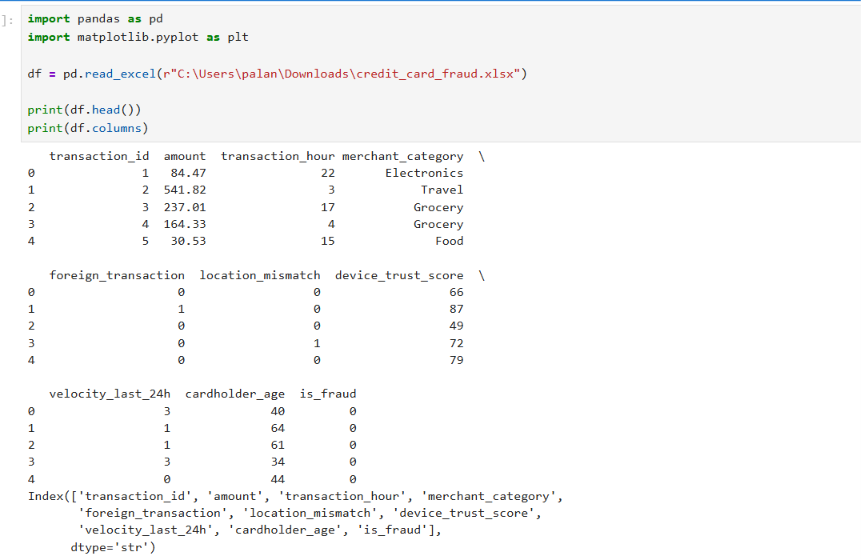 ]:
import pandas as pd
import matplotlib.pyplot as plt
df = pd.read_excel(r"C:\Users\palan\Downloads\credit_card_fraud.xlsx")
print(df.head())
print(df.columns)
transaction_id amount transaction_hour merchant_category \
0 1 84.47 22 Electronics
1 2 541.82 3 Travel
2 3 237.01 17 Grocery
3 4 164.33 4 Grocery
4 5 30.53 15 Food
foreign_transaction location_mismatch device_trust_score \
0 0 0 66
1 1 0 87
2 0 0 49
3 0 1 72
4 0 0 79
velocity_last_24h cardholder_age is_fraud
0 3 40 0
1 1 64 0
2 1 61 0
3 3 34 0
4 0 44 0
Index(['transaction_id', 'amount', 'transaction_hour', 'merchant_category',
'foreign_transaction', 'location_mismatch', 'device_trust_score',
'velocity_last_24h', 'cardholder_age', 'is_fraud'],
dtype='str')